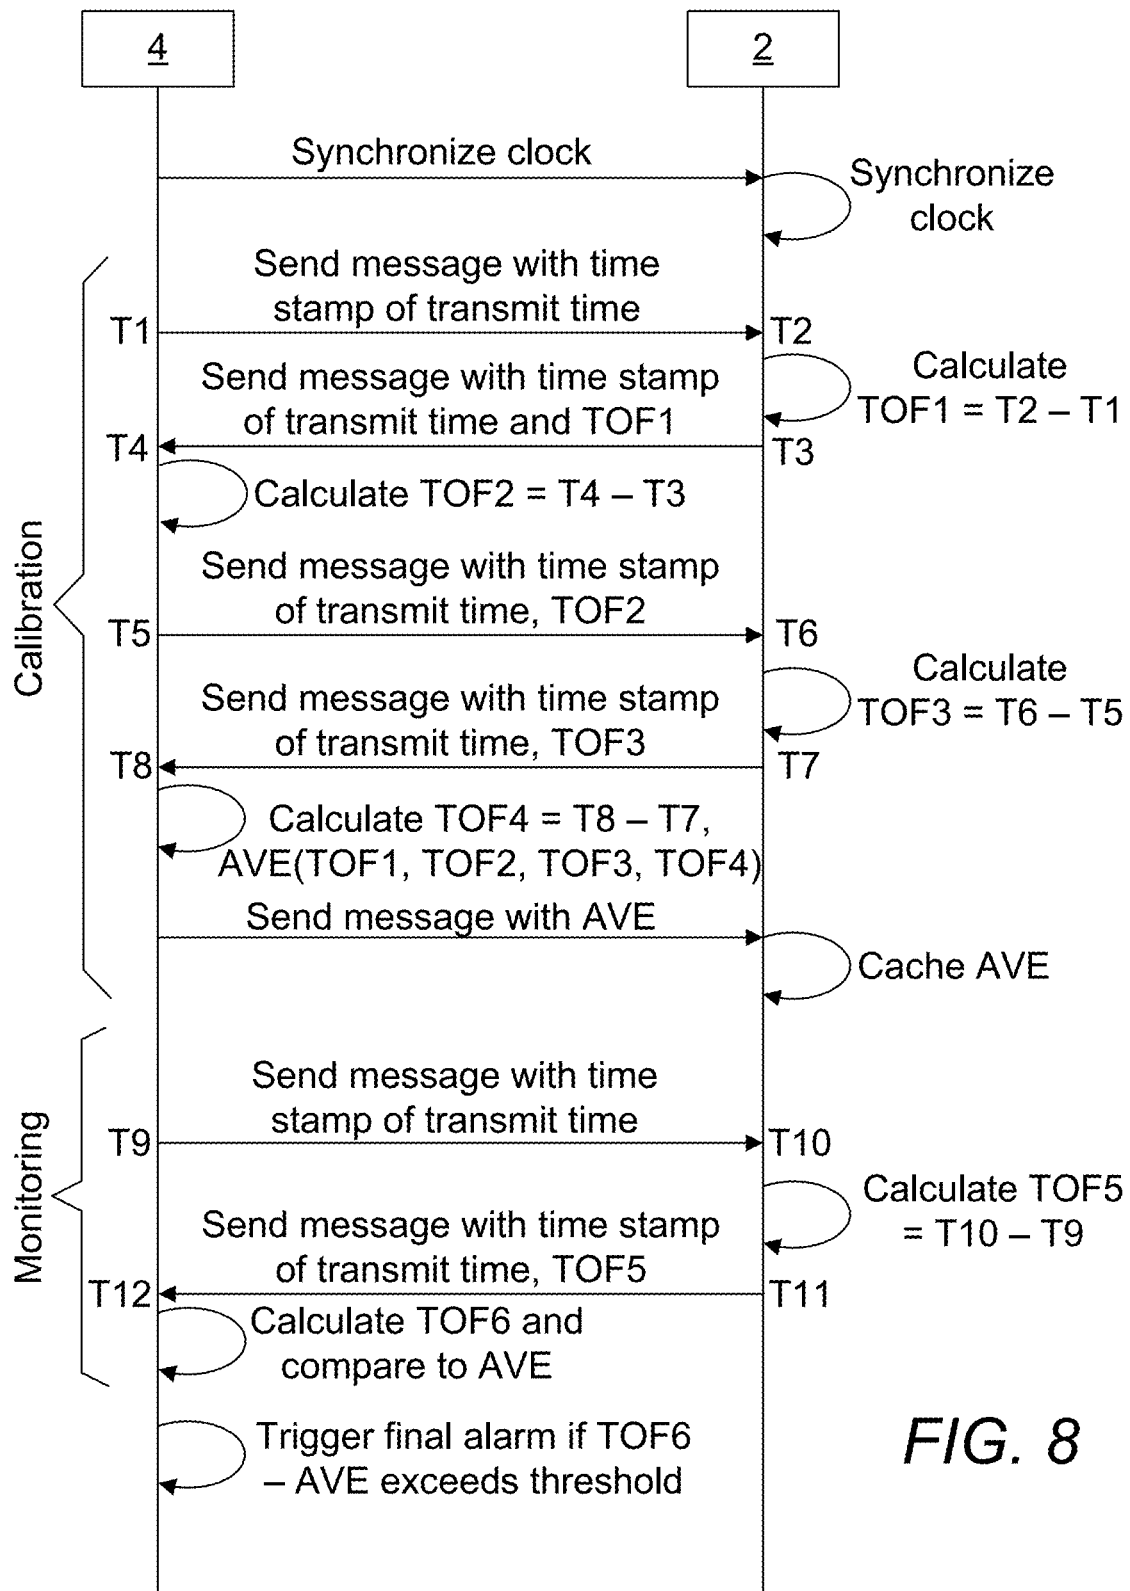 4
2
Synchronize clock
Synchronize
clock
Send message with time
stamp of transmit time
T1
T2
Calculate
TOF1 = T2 – T1
Send message with time stamp
of transmit time and TOF1
T4
T3
Calculate TOF2 = T4 – T3
Calibration
Send message with time stamp
of transmit time, TOF2
T5
T6
Calculate
TOF3 = T6 – T5
Send message with time stamp
of transmit time, TOF3
T8
T7
Calculate TOF4 = T8 – T7,
AVE(TOF1, TOF2, TOF3, TOF4)
Send message with AVE
Cache AVE
Monitoring
Send message with time
stamp of transmit time
T9
T10
Calculate TOF5
= T10 – T9
Send message with time stamp
of transmit time, TOF5
T12
T11
Calculate TOF6 and
compare to AVE
Trigger final alarm if TOF6
– AVE exceeds threshold
FIG. 8